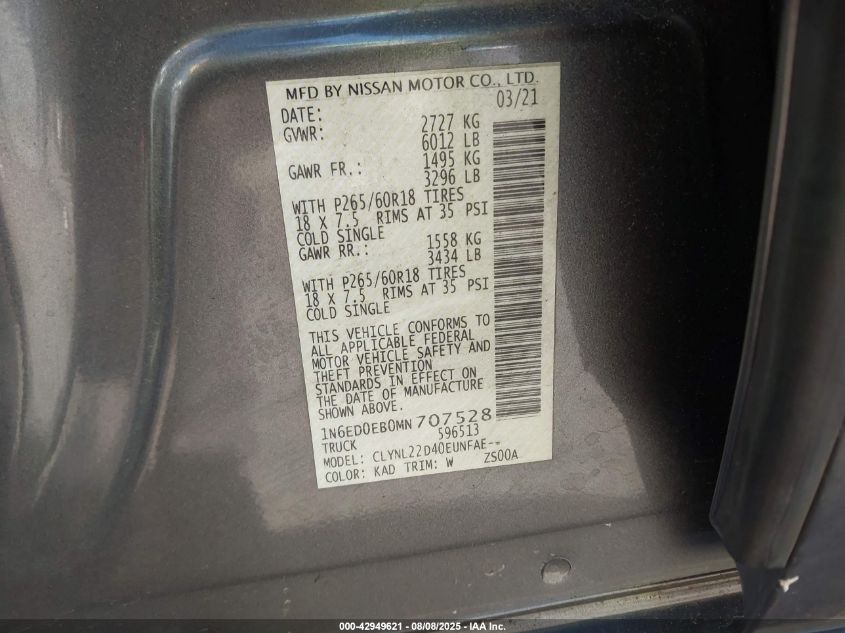 MFD BY NISSAN MOTOR CO., LTD.
DATE: 03/21
GVWR: 2727 KG
6012 LB
GAWR FR.: 1495 KG
3296 LB
WITH P265/60R18 TIRES
18 X 7.5 RIMS AT 35 PSI
COLD SINGLE
GAWR RR.: 1558 KG
3434 LB
WITH P265/60R18 TIRES
18 X 7.5 RIMS AT 35 PSI
COLD SINGLE
THIS VEHICLE CONFORMS TO
ALL APPLICABLE FEDERAL
MOTOR VEHICLE SAFETY AND
THEFT PREVENTION
STANDARDS IN EFFECT ON
THE DATE OF MANUFACTURE
SHOWN ABOVE.
1N6ED0EB0MN707528
TRUCK 596513
MODEL: CLYNL22D40EUNFAE--
COLOR: KAD TRIM: W ZS00A
000-42949621 - 08/08/2025 - IAA Inc.